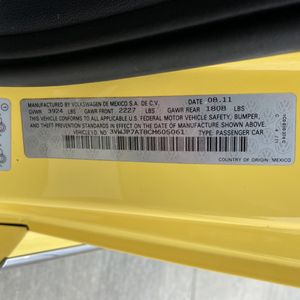 MANUFACTURED BY VOLKSWAGEN DE MEXICO S.A. DE C.V. DATE 08.11
GVWR 3924 LBS GAWR FRONT 2227 LBS GAWR REAR 1808 LBS
THIS VEHICLE CONFORMS TO ALL APPLICABLE
U.S. FEDERAL MOTOR VEHICLE SAFETY, BUMPER,
AND THEFT PREVENTION STANDARDS IN EFFECT
ON THE DATE OF MANUFACTURE SHOWN ABOVE.
VEHICLE I.D. NO. 3VWJP7AT8CM605061 TYPE: PASSENGER CAR
COUNTRY OF ORIGIN: MEXICO